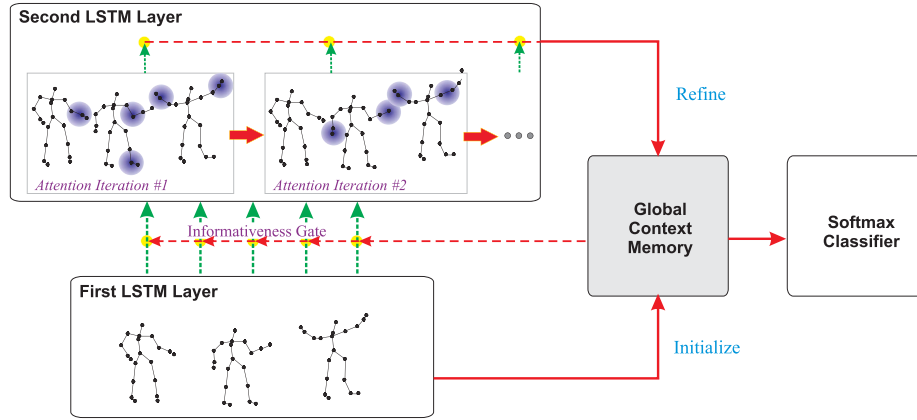 Second LSTM Layer
Refine
Attention Iteration #1
Attention Iteration #2
Informativeness Gate
Global
Context
Memory
Softmax
Classifier
First LSTM Layer
Initialize